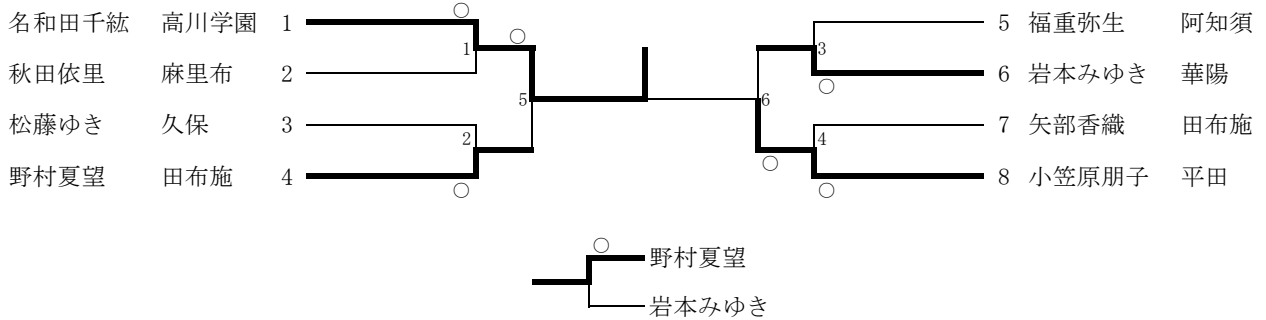 名和田千紘 高川学園 1
秋田依里 麻里布 2
松藤ゆき 久保 3
野村夏望 田布施 4
1
2
5
○
○
○
5 福重弥生 阿知須
6 岩本みゆき 華陽
7 矢部香織 田布施
8 小笠原朋子 平田
3
4
6
○
○
○
○
野村夏望
岩本みゆき